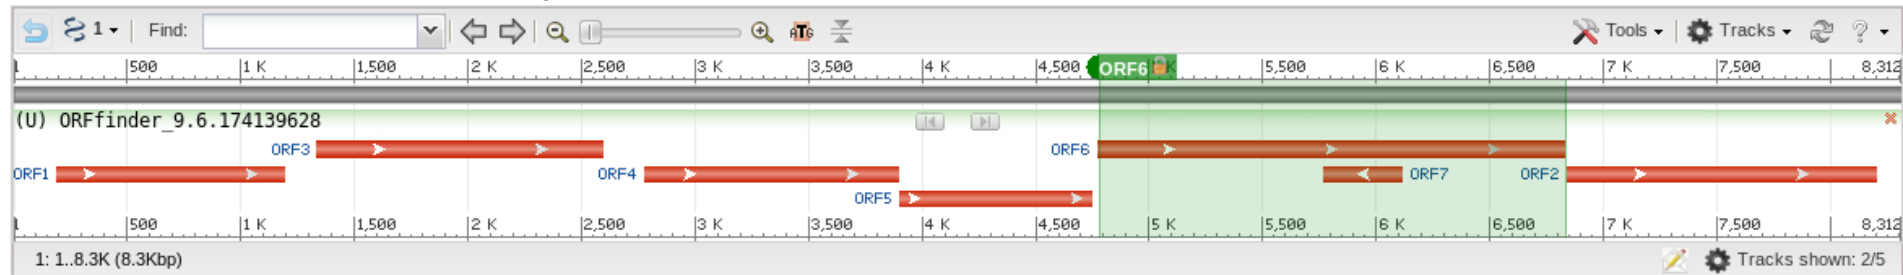 1 Find: ATG Tools Tracks ?
1 500 1 K 1,500 2 K 2,500 3 K 3,500 4 K 4,500 ORF6 K 5,500 6 K 6,500 7 K 7,500 8,312
(U) ORFfinder_9.6.174139628
ORF3 ORF6
ORF1 ORF4 ORF7 ORF2
ORF5
1 500 1 K 1,500 2 K 2,500 3 K 3,500 4 K 4,500 5 K 5,500 6 K 6,500 7 K 7,500 8,312
1: 1..8.3K (8.3Kbp) Tracks shown: 2/5